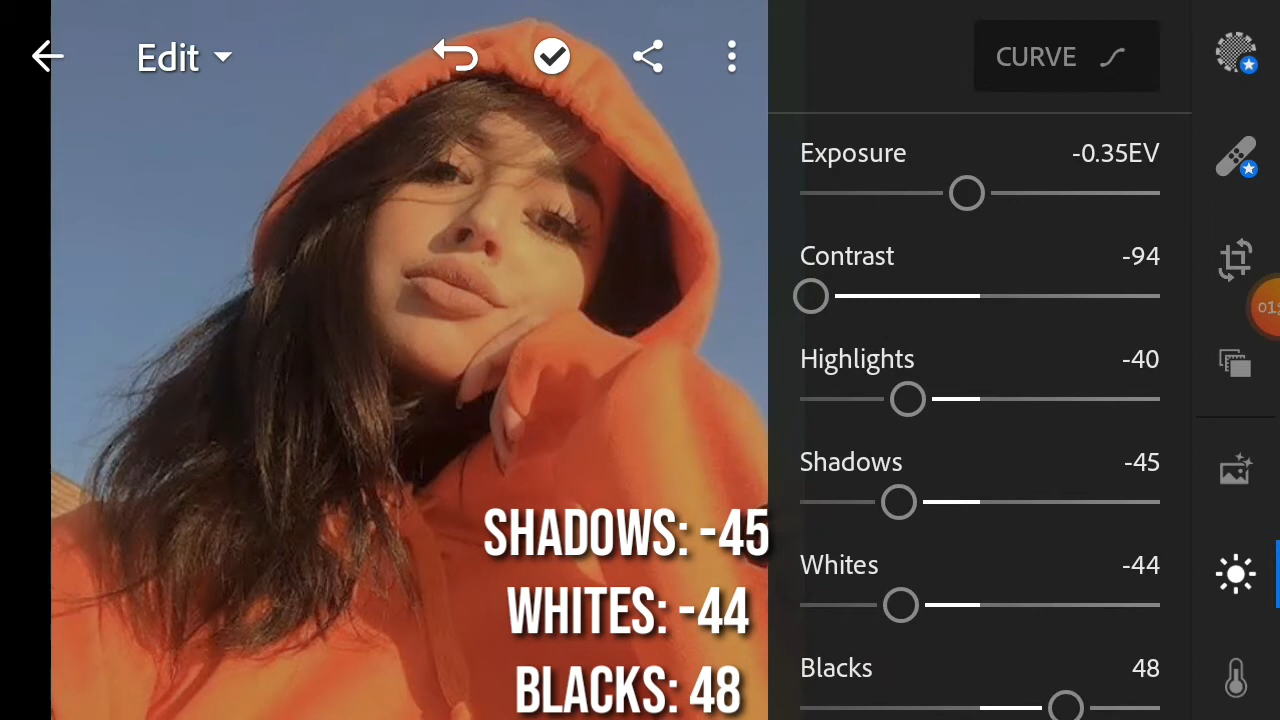 Edit
CURVE
Exposure -0.35EV
Contrast -94
Highlights -40
Shadows -45
Whites -44
Blacks 48
SHADOWS: -45
WHITES: -44
BLACKS: 48